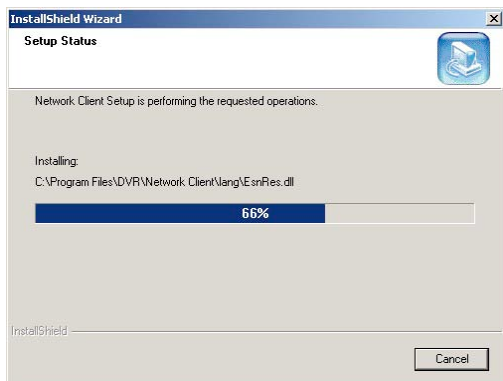 InstallShield Wizard
Setup Status
Network Client Setup is performing the requested operations.
Installing:
C:\Program Files\DVR\Network Client\lang\EsnRes.dll
66%
InstallShield
Cancel